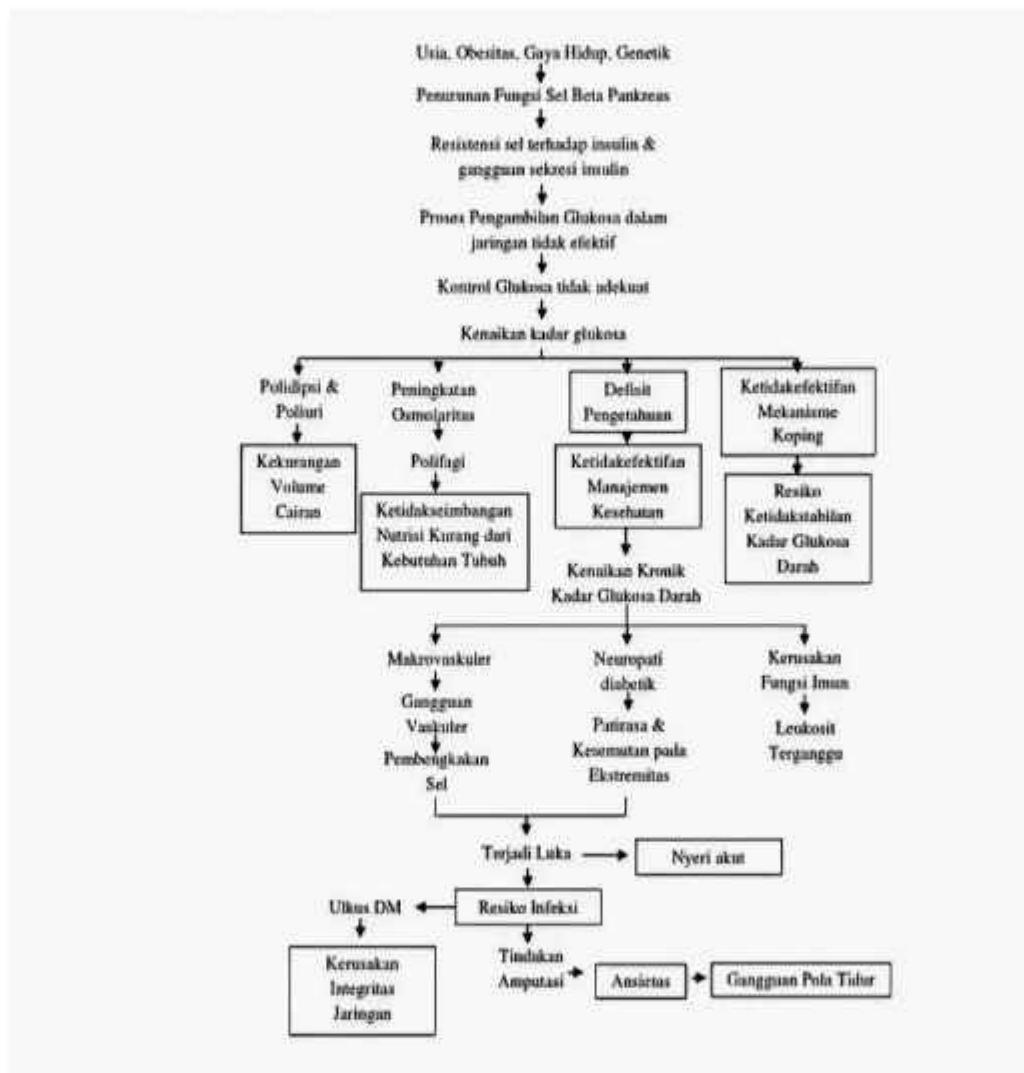 Usia, Obesitas, Gaya Hidup, Genetik
Penurunan Fungsi Sel Beta Pankreas
Resistensi sel terhadap insulin &
gangguan sekresi insulin
Proses Pengambilan Glukosa dalam
jaringan tidak efektif
Kontrol Glukosa tidak adekuat
Kenaikan kadar glukosa
Polidipsi &
Poliuri
Kekurangan
Volume
Cairan
Peningkatan
Osmolaritas
Polifagi
Ketidakseimbangan
Nutrisi Kurang dari
Kebutuhan Tubuh
Defisit
Pengetahuan
Ketidakefektifan
Manajemen
Kesehatan
Ketidakefektifan
Mekanisme
Koping
Resiko
Ketidakstabilan
Kadar Glukosa
Darah
Kenaikan Kronik
Kadar Glukosa Darah
Makrovaskuler
Gangguan
Vaskuler
Pembengkakan
Sel
Neuropati
diabetik
Patirasa &
Kesemutan pada
Ekstremitas
Kerusakan
Fungsi Imun
Leukosit
Terganggu
Terjadi Luka
Nyeri akut
Ulkus DM
Resiko Infeksi
Kerusakan
Integritas
Jaringan
Tindakan
Amputasi
Ansietas
Gangguan Pola Tidur